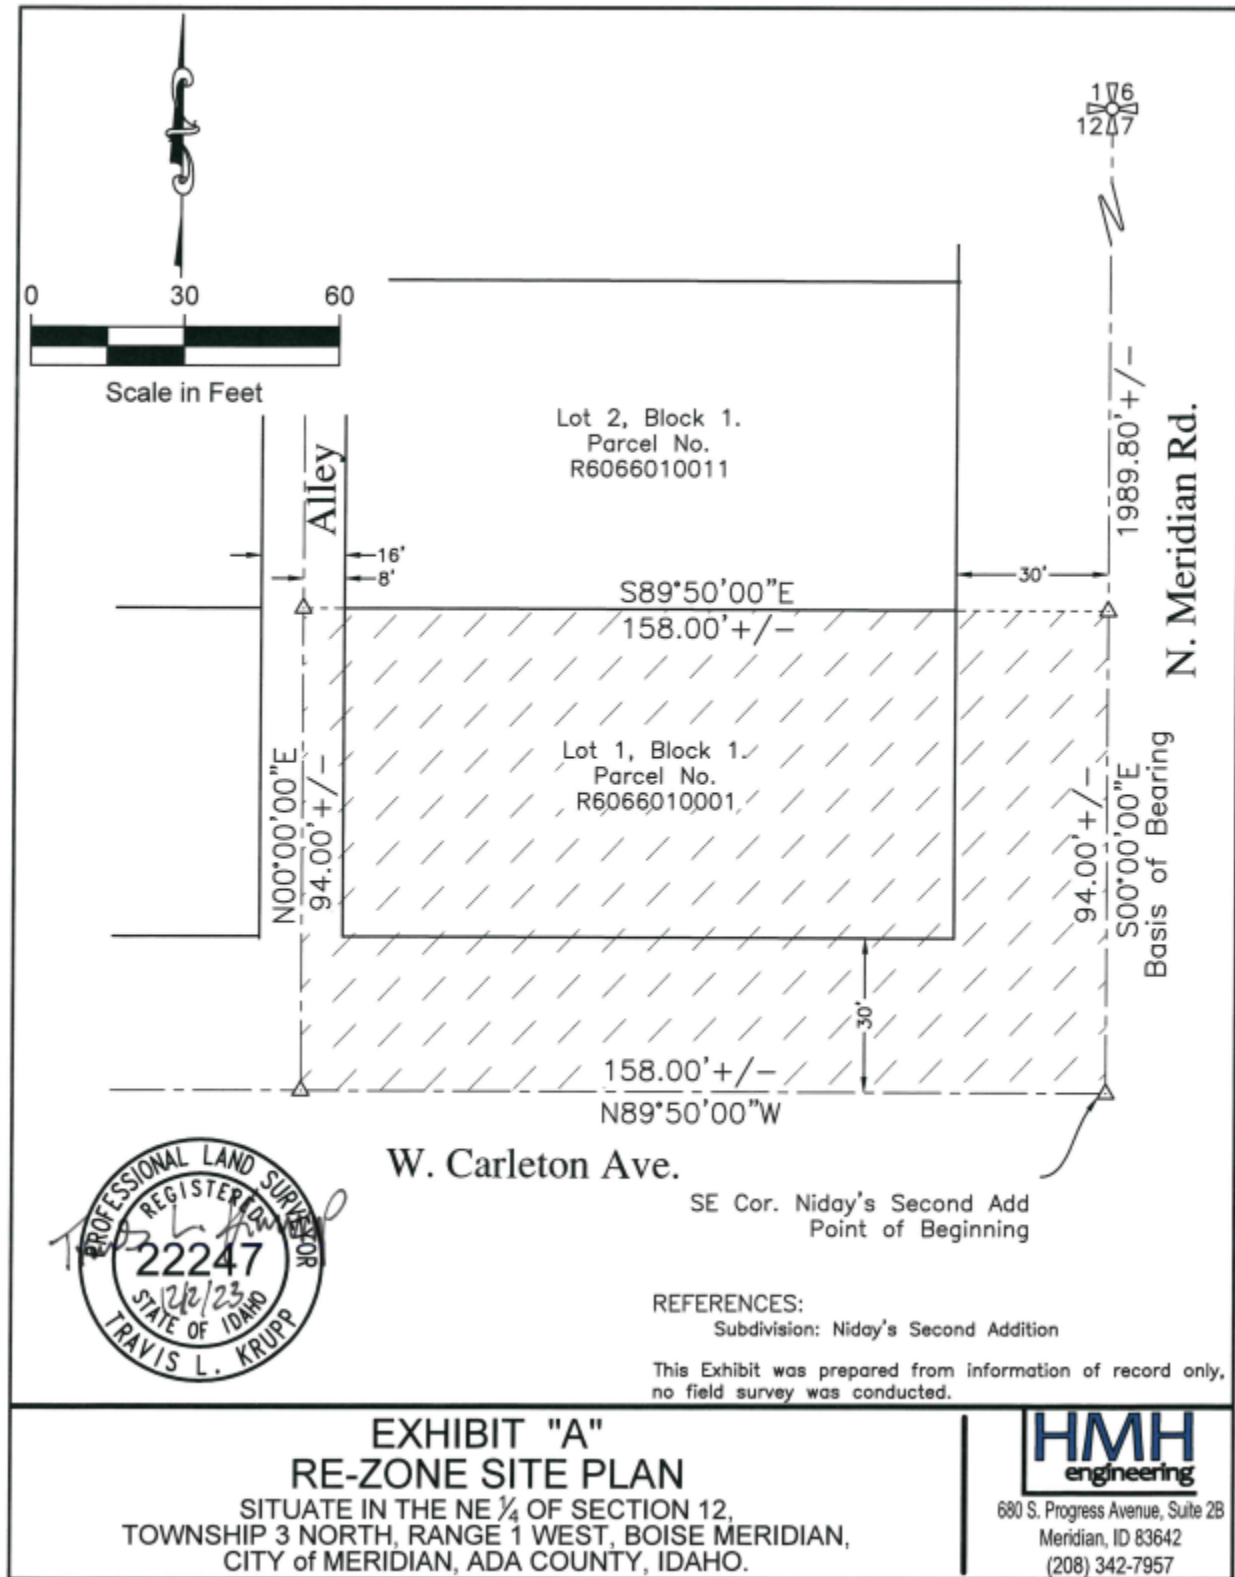 1 6
12 7
0 30 60
Scale in Feet
Alley
16'
8'
Lot 2, Block 1.
Parcel No.
R6066010011
1989.80'+/-
N. Meridian Rd.
30'
S89°50'00"E
158.00'+/-
Lot 1, Block 1.
Parcel No.
R6066010001
N00°00'00"E
94.00'+/-
94.00'+/-
S00°00'00"E
Basis of Bearing
30'
158.00'+/-
N89°50'00"W
W. Carleton Ave.
SE Cor. Niday's Second Add
Point of Beginning
PROFESSIONAL LAND SURVEYOR
REGISTERED
22247
12/2/23
STATE OF IDAHO
TRAVIS L. KRUPP
REFERENCES:
Subdivision: Niday's Second Addition
This Exhibit was prepared from information of record only,
no field survey was conducted.
EXHIBIT "A"
RE-ZONE SITE PLAN
SITUATE IN THE NE ¼ OF SECTION 12,
TOWNSHIP 3 NORTH, RANGE 1 WEST, BOISE MERIDIAN,
CITY of MERIDIAN, ADA COUNTY, IDAHO.
HMH
engineering
680 S. Progress Avenue, Suite 2B
Meridian, ID 83642
(208) 342-7957